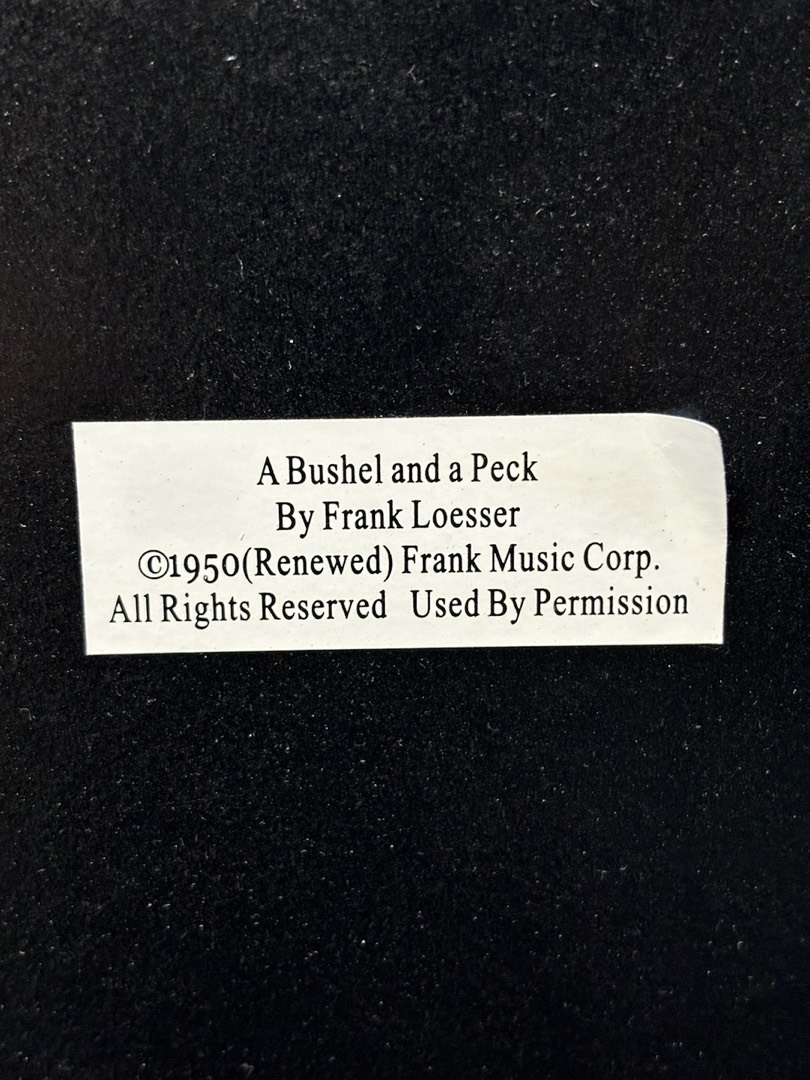 A Bushel and a Peck
By Frank Loesser
©1950(Renewed) Frank Music Corp.
All Rights Reserved Used By Permission